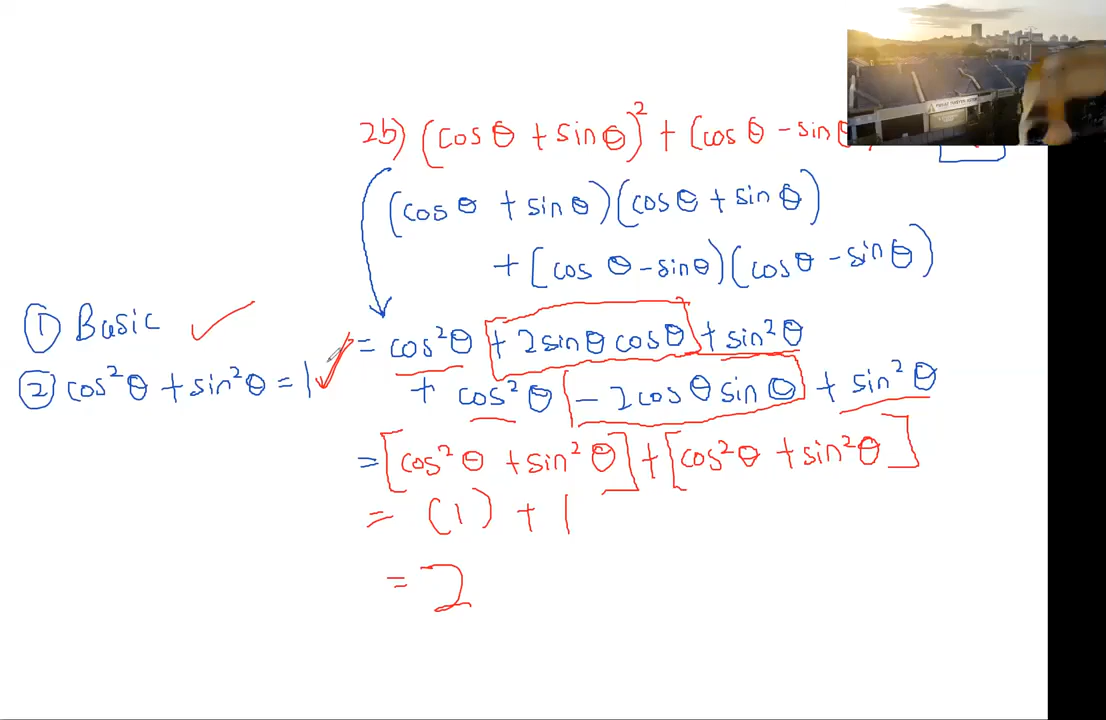 2b) (cos θ + sin θ)² + (cos θ - sin θ
(cos θ + sin θ)(cos θ + sin θ)
+ (cos θ - sin θ)(cos θ - sin θ)
① Basic ✓
② cos²θ + sin²θ = 1 ✓
= cos²θ + 2sin θ cos θ + sin²θ
+ cos²θ - 2cos θ sin θ + sin²θ
= [cos²θ + sin²θ] + [cos²θ + sin²θ]
= (1) + 1
= 2